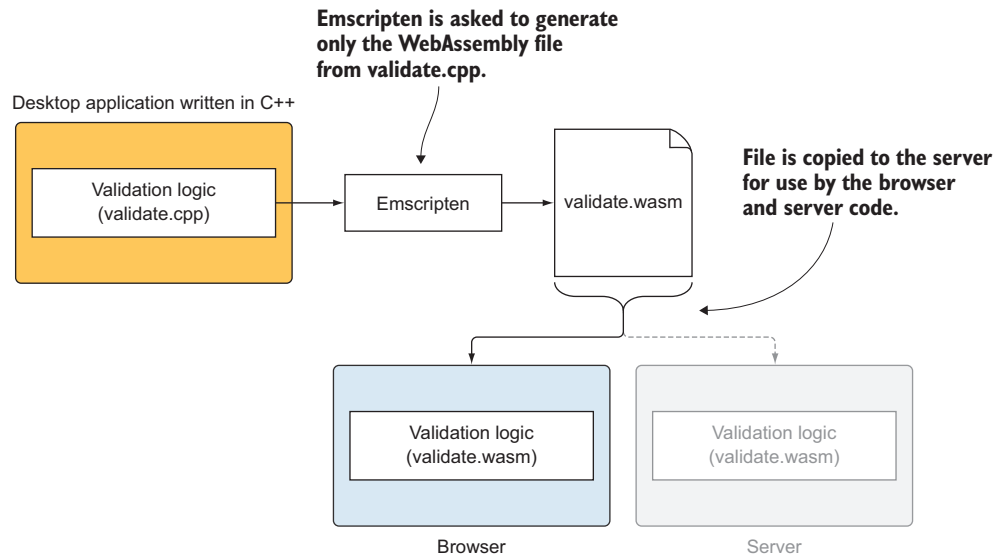 Emscripten is asked to generate
only the WebAssembly file
from validate.cpp.
Desktop application written in C++
Validation logic
(validate.cpp)
Emscripten
validate.wasm
File is copied to the server
for use by the browser
and server code.
Validation logic
(validate.wasm)
Validation logic
(validate.wasm)
Browser
Server